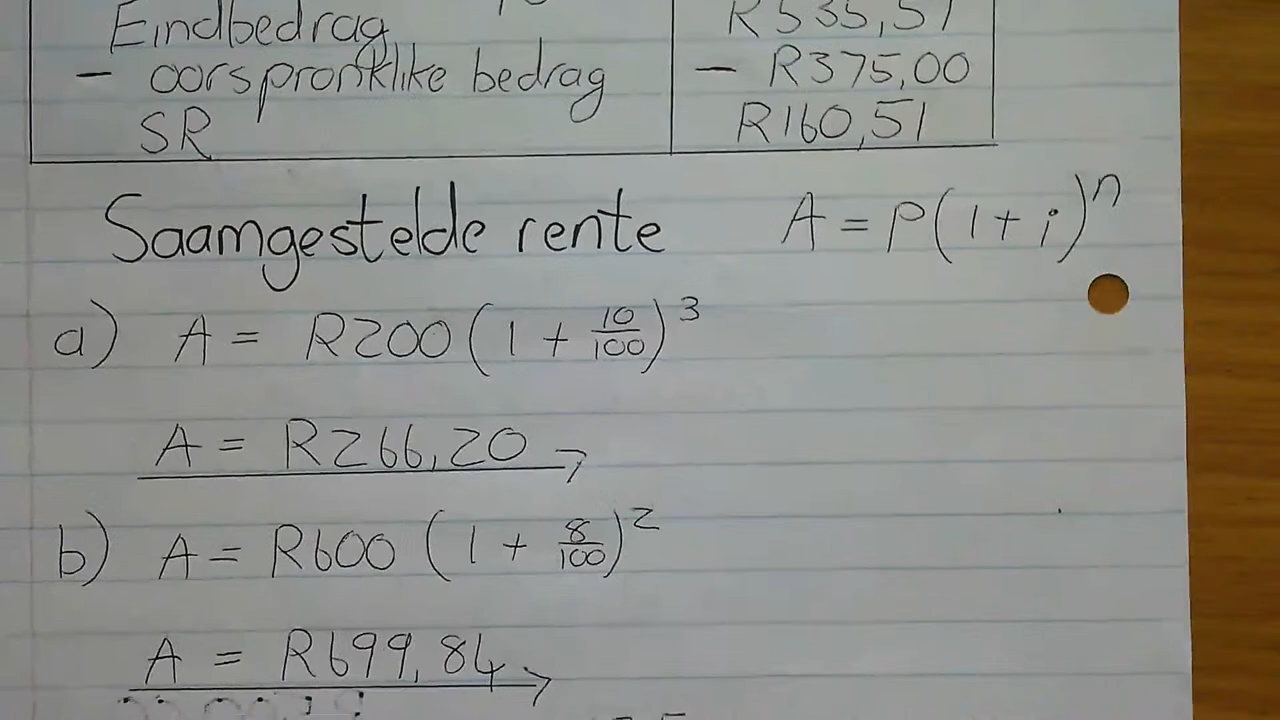 Eindbedrag R535,51
- oorspronklike bedrag - R375,00
SR R160,51
Saamgestelde rente A = P(1 + i)^n
a) A = R200(1 + 10/100)^3
A = R266,20
b) A = R600 (1 + 8/100)^2
A = R699,84